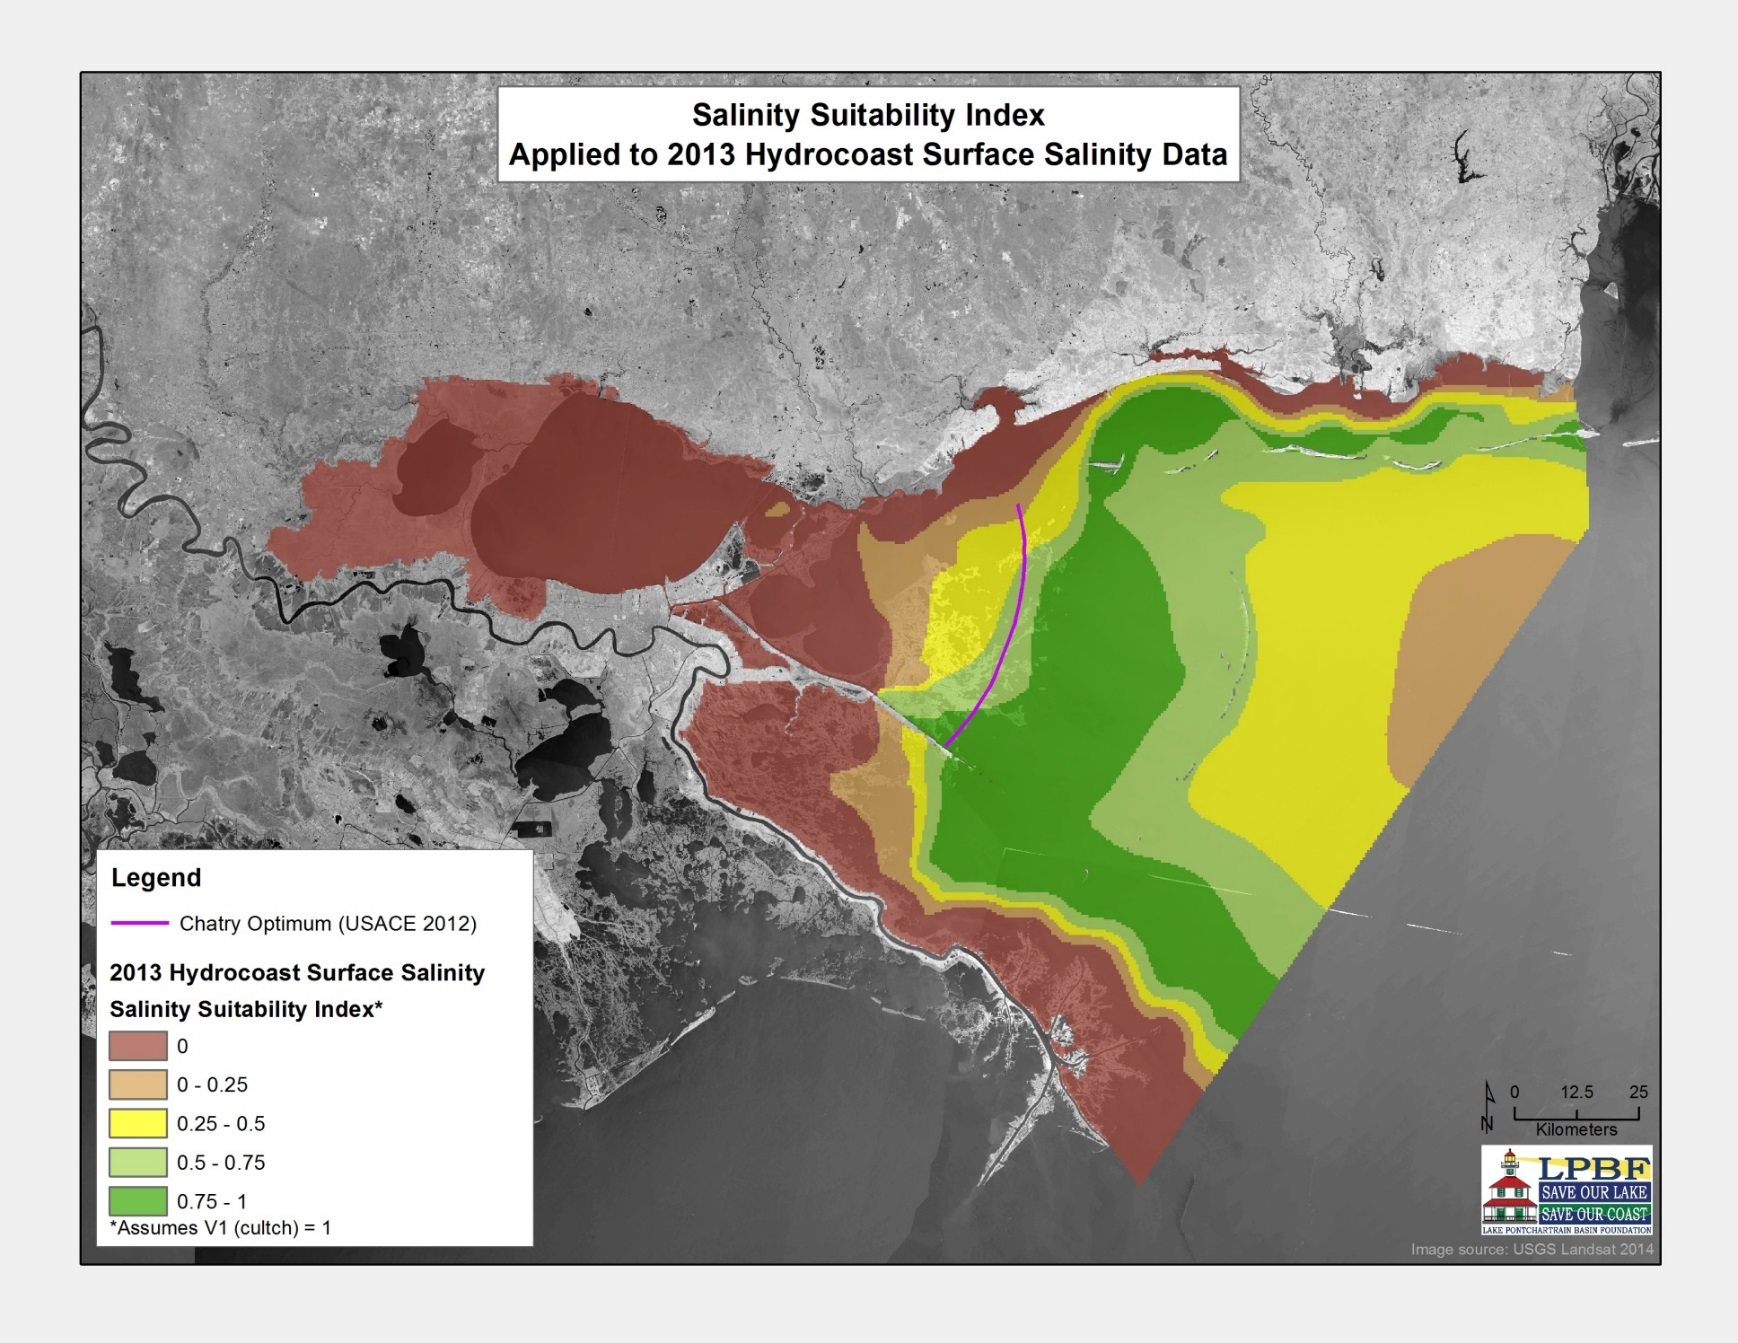 Salinity Suitability Index
Applied to 2013 Hydrocoast Surface Salinity Data
Legend
Chatry Optimum (USACE 2012)
2013 Hydrocoast Surface Salinity
Salinity Suitability Index*
0
0 - 0.25
0.25 - 0.5
0.5 - 0.75
0.75 - 1
*Assumes V1 (cultch) = 1
N
0 12.5 25
Kilometers
LPBF
SAVE OUR LAKE
SAVE OUR COAST
LAKE PONTCHARTRAIN BASIN FOUNDATION
Image source: USGS Landsat 2014